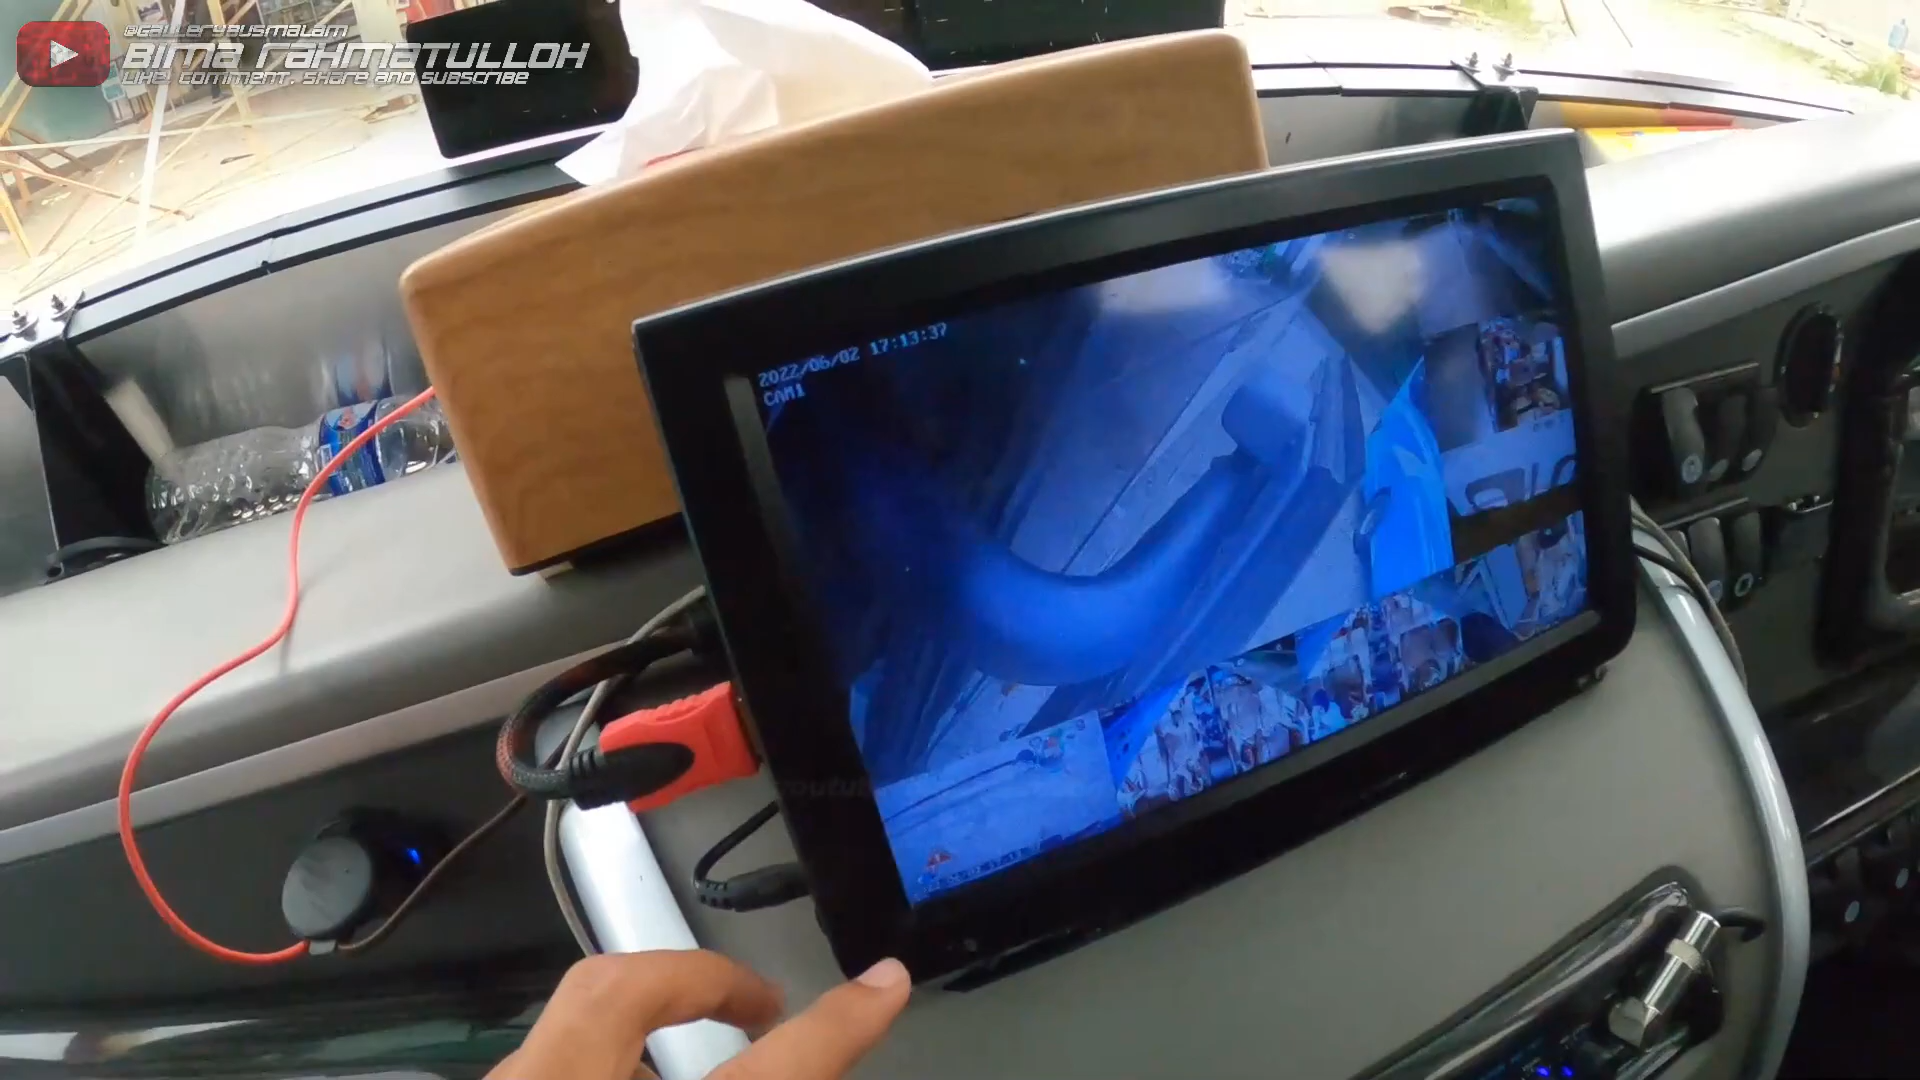 @GALLERYBUSMALAM
BIMA RAHMATULLOH
LIKE! COMMENT, SHARE AND SUBSCRIBE
2022/06/02 17:13:37
CAM1